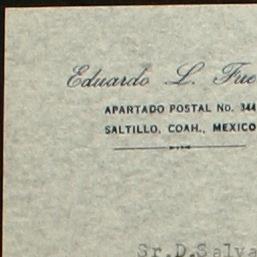 Eduardo L. Fue
APARTADO POSTAL No. 344
SALTILLO, COAH., MEXICO
Sr.D.Salva